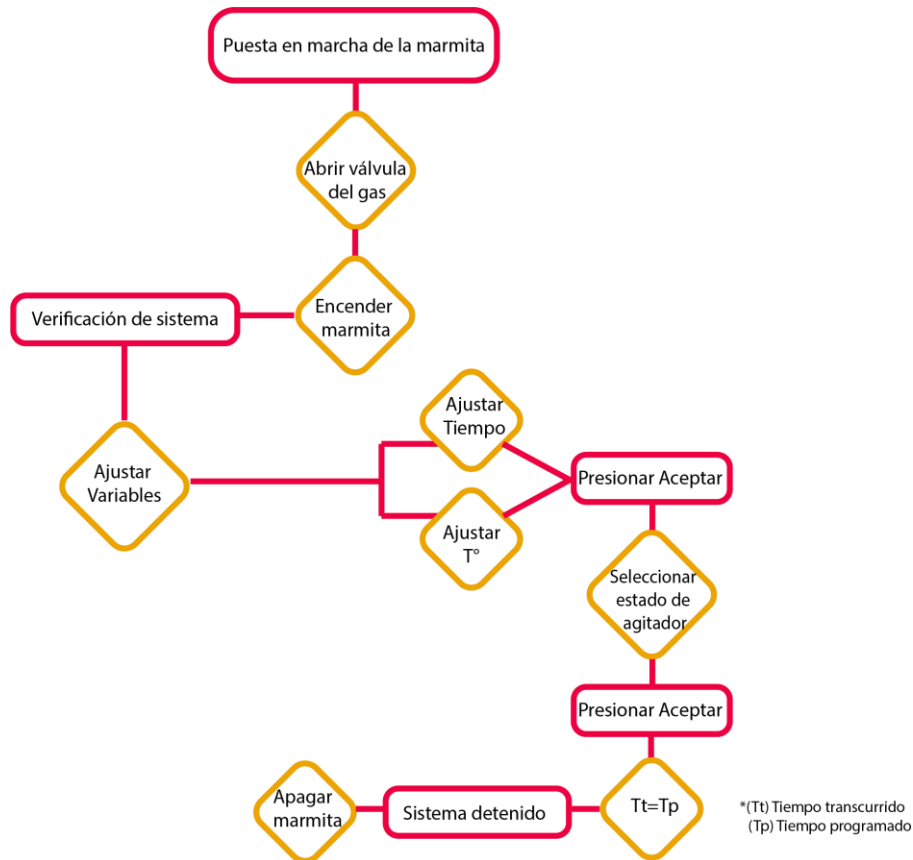 Puesta en marcha de la marmita
Abrir válvula
del gas
Encender
marmita
Verificación de sistema
Ajustar
Variables
Ajustar
Tiempo
Ajustar
T°
Presionar Aceptar
Seleccionar
estado de
agitador
Presionar Aceptar
Tt=Tp
*(Tt) Tiempo transcurrido
(Tp) Tiempo programado
Sistema detenido
Apagar
marmita